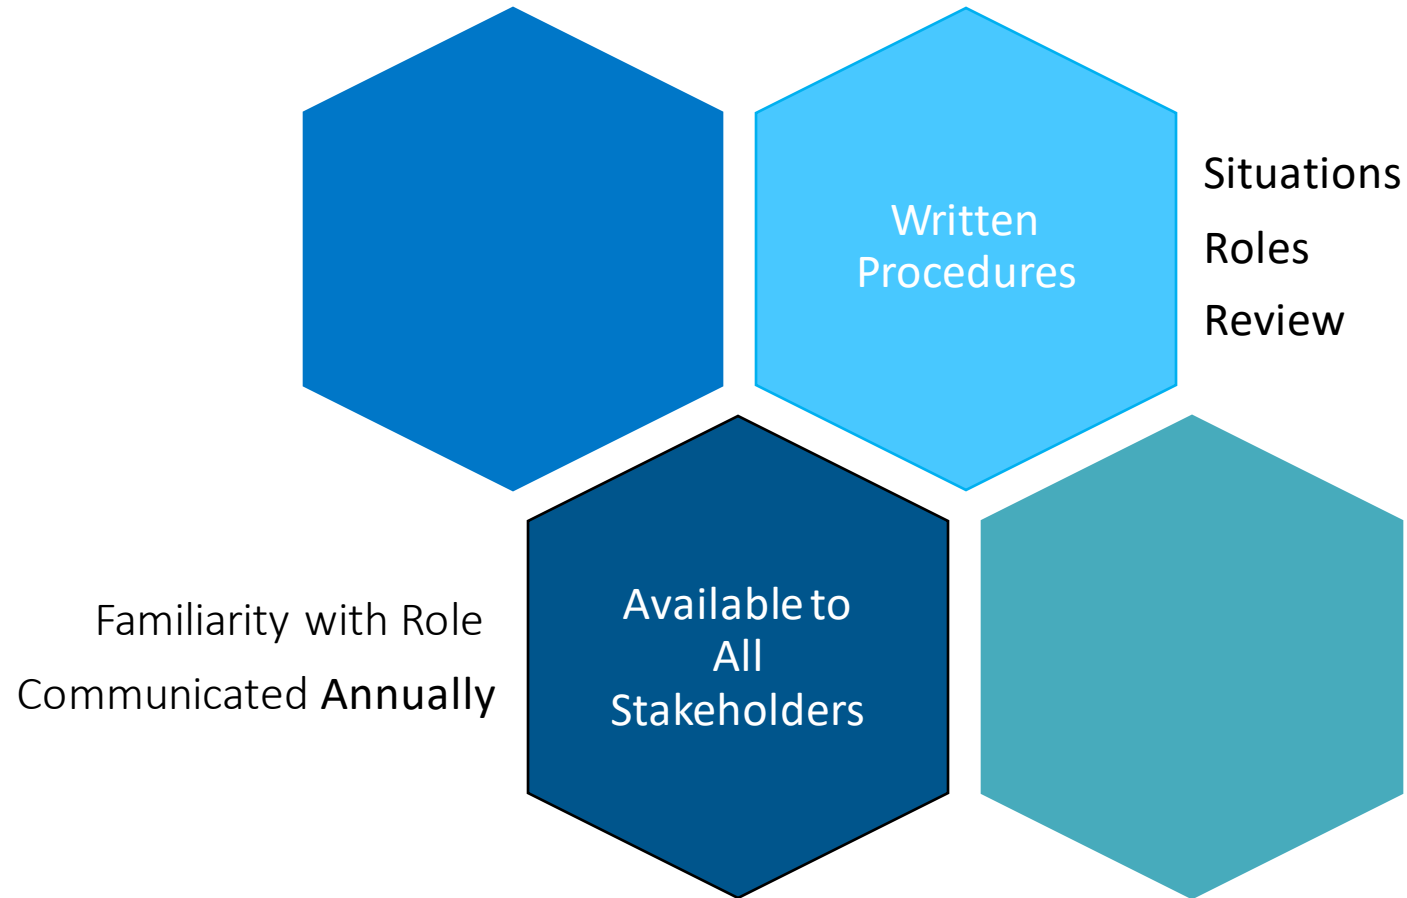 Written
Procedures
Situations
Roles
Review
Available to
All
Stakeholders
Familiarity with Role
Communicated Annually